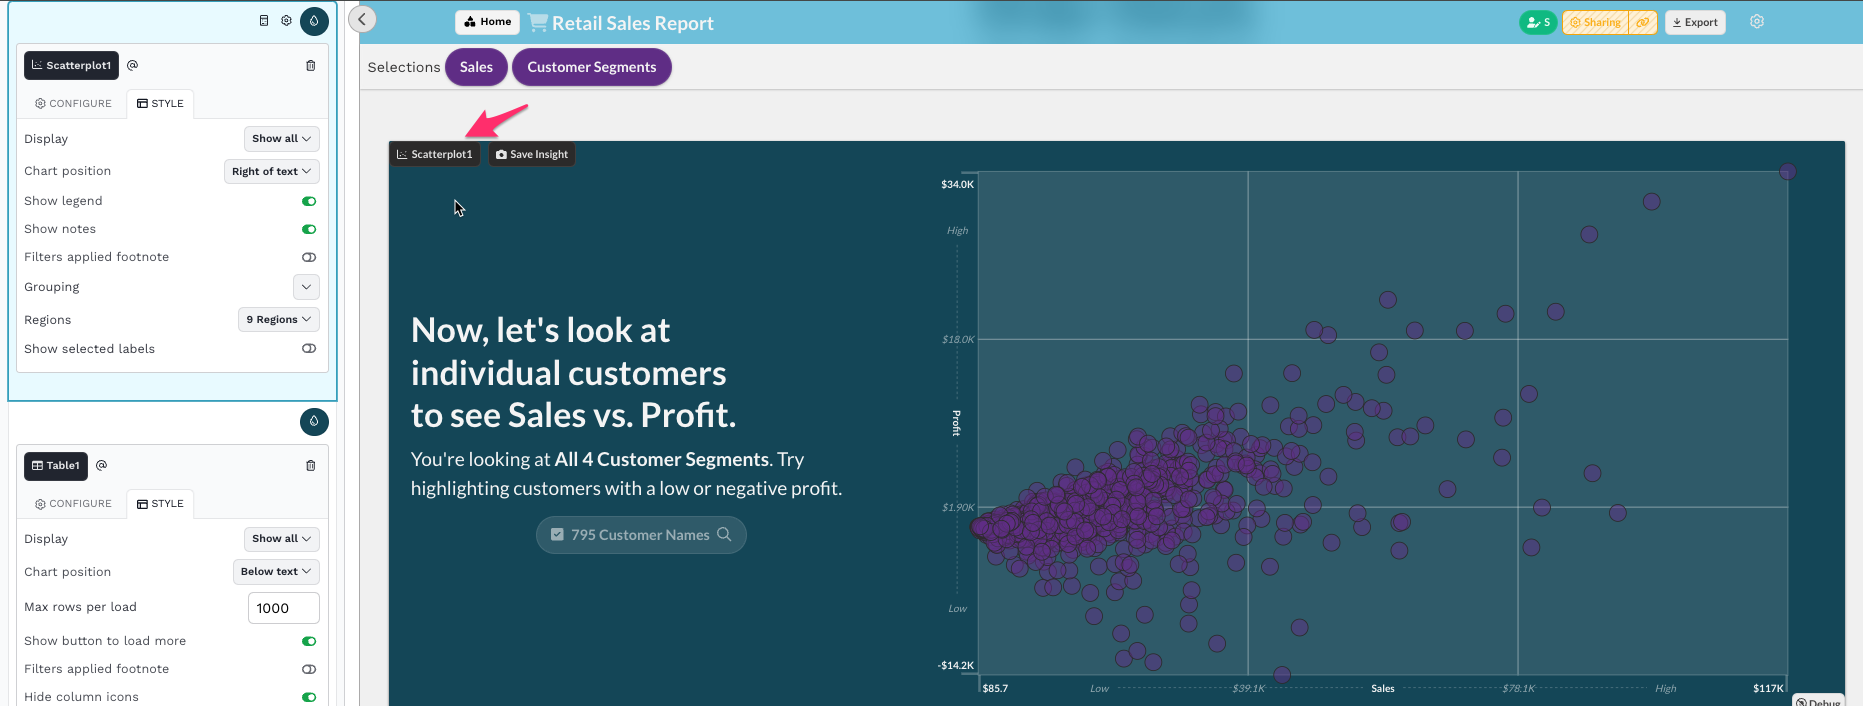 Scatterplot1 @
CONFIGURE STYLE
Display Show all
Chart position Right of text
Show legend
Show notes
Filters applied footnote
Grouping
Regions 9 Regions
Show selected labels
Table1 @
CONFIGURE STYLE
Display Show all
Chart position Below text
Max rows per load 1000
Show button to load more
Filters applied footnote
Hide column icons
Home Retail Sales Report S Sharing Export
Selections Sales Customer Segments
Scatterplot1 Save Insight
Now, let's look at
individual customers
to see Sales vs. Profit.
You're looking at All 4 Customer Segments. Try
highlighting customers with a low or negative profit.
795 Customer Names
$34.0K
High
$18.0K
Profit
$1.90K
Low
-$14.2K
$85.7 Low $39.1K Sales $78.1K High $117K
Debug